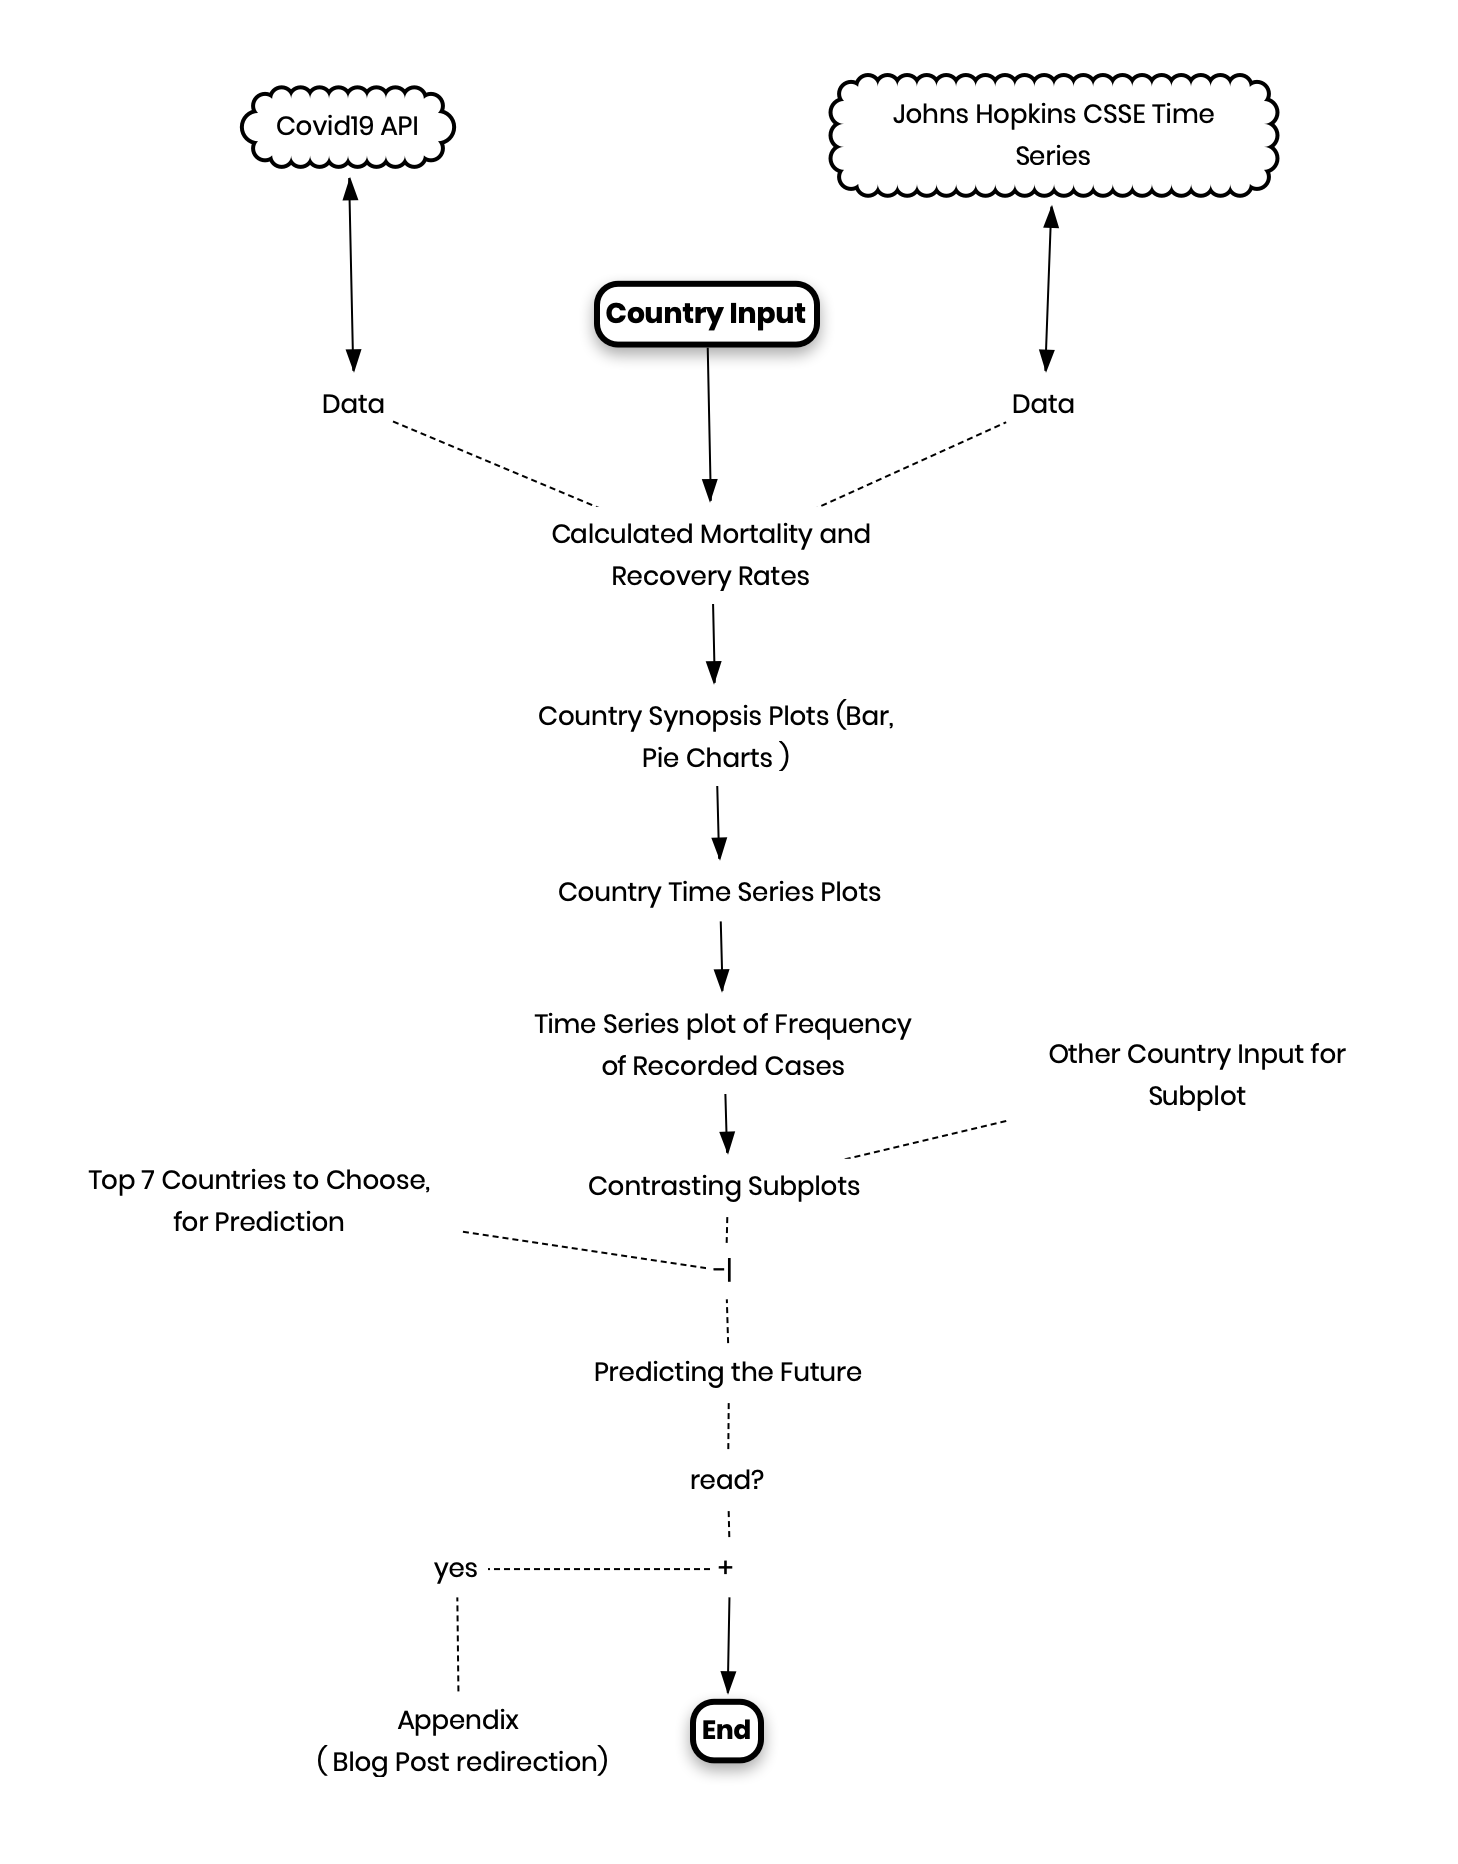 Covid19 API
Johns Hopkins CSSE Time
Series
Country Input
Data
Data
Calculated Mortality and
Recovery Rates
Country Synopsis Plots (Bar,
Pie Charts )
Country Time Series Plots
Time Series plot of Frequency
of Recorded Cases
Other Country Input for
Subplot
Top 7 Countries to Choose,
for Prediction
Contrasting Subplots
-|
Predicting the Future
read?
yes
+
Appendix
( Blog Post redirection)
End